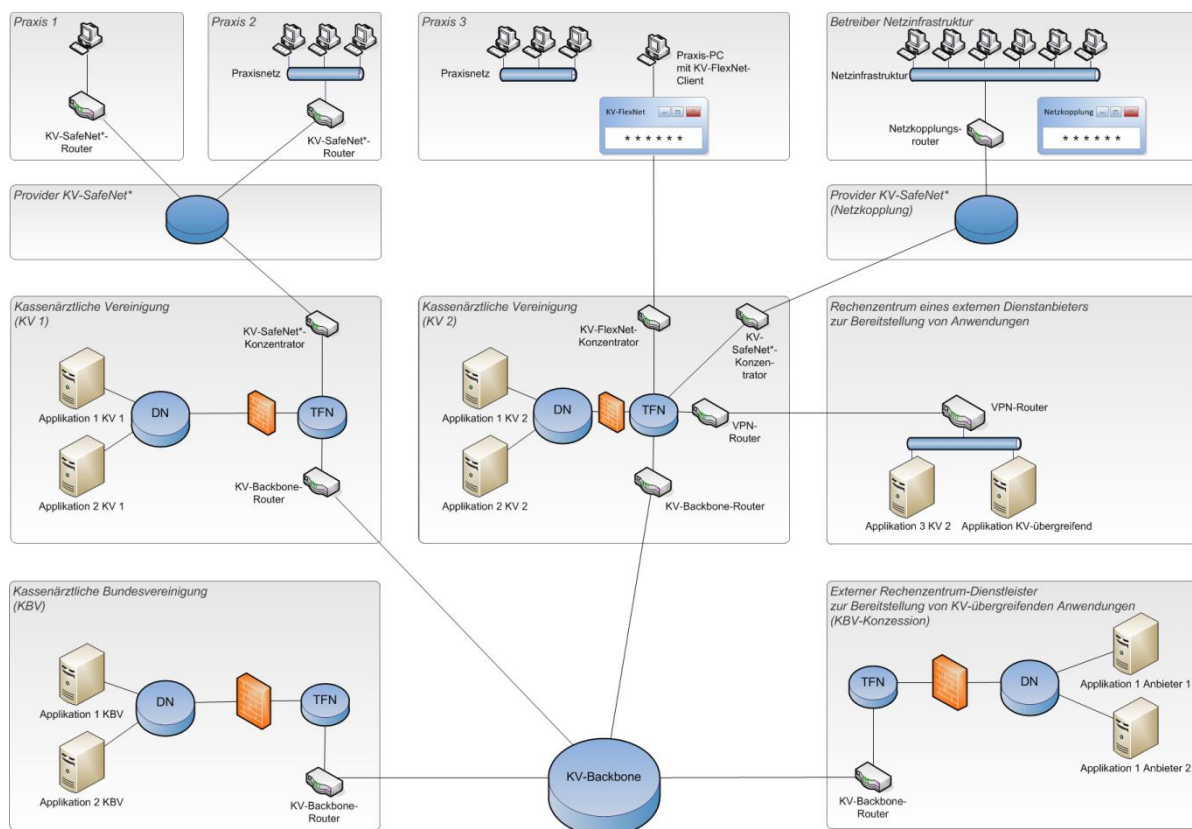 Praxis 1
KV-SafeNet*-
Router
Praxis 2
Praxisnetz
KV-SafeNet*-
Router
Praxis 3
Praxisnetz
Praxis-PC
mit KV-FlexNet-
Client
KV-FlexNet
* * * * * *
Betreiber Netzinfrastruktur
Netzinfrastruktur
Netzkopplungs-
router
Netzkopplung
* * * * * *
Provider KV-SafeNet*
Provider KV-SafeNet*
(Netzkopplung)
Kassenärztliche Vereinigung
(KV 1)
KV-SafeNet*-
Konzentrator
Applikation 1 KV 1
DN
TFN
Applikation 2 KV 1
KV-Backbone-
Router
Kassenärztliche Vereinigung
(KV 2)
KV-FlexNet-
Konzentrator
KV-
SafeNet*-
Konzen-
trator
Applikation 1 KV 2
DN
TFN
VPN-
Router
Applikation 2 KV 2
KV-Backbone-Router
Rechenzentrum eines externen Dienstanbieters
zur Bereitstellung von Anwendungen
VPN-Router
Applikation 3 KV 2
Applikation KV-übergreifend
Kassenärztliche Bundesvereinigung
(KBV)
Applikation 1 KBV
DN
TFN
Applikation 2 KBV
KV-Backbone-
Router
KV-Backbone
Externer Rechenzentrum-Dienstleister
zur Bereitstellung von KV-übergreifenden Anwendungen
(KBV-Konzession)
TFN
DN
Applikation 1 Anbieter 1
Applikation 1 Anbieter 2
KV-Backbone-
Router